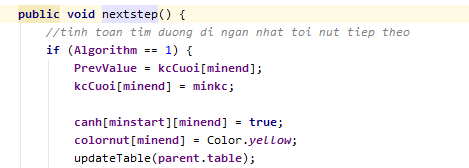 public void nextstep() {
//tinh toan tim duong di ngan nhat toi nut tiep theo
if (Algorithm == 1) {
PrevValue = kcCuoi[minend];
kcCuoi[minend] = minkc;
canh[minstart][minend] = true;
colornut[minend] = Color.yellow;
updateTable(parent.table);